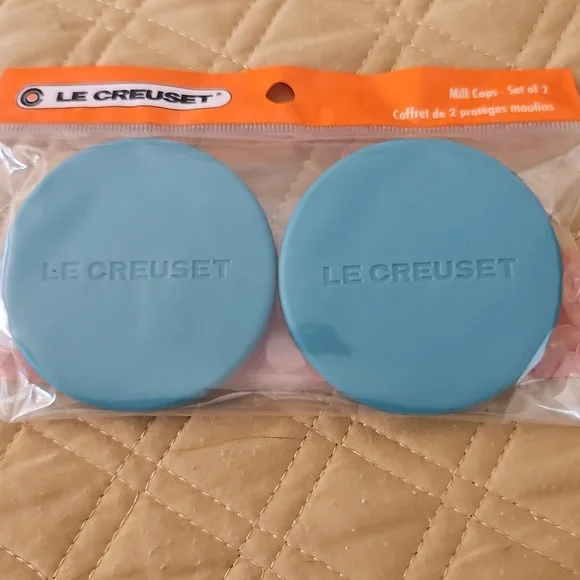 LE CREUSET®
Mill Caps - Set of 2
Coffret de 2 protèges moulins
LE CREUSET
LE CREUSET